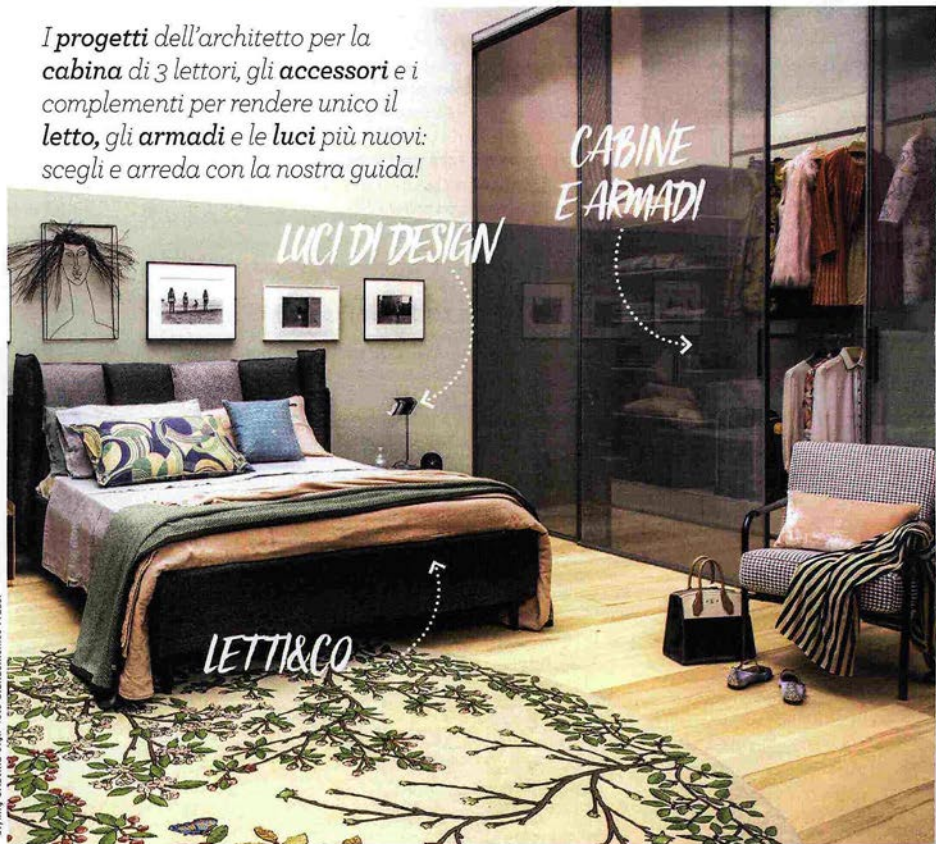 I progetti dell'architetto per la
cabina di 3 lettori, gli accessori e i
complementi per rendere unico il
letto, gli armadi e le luci più nuovi:
scegli e arreda con la nostra guida!
CABINE
E ARMADI
LUCI DI DESIGN
LETTI&CO